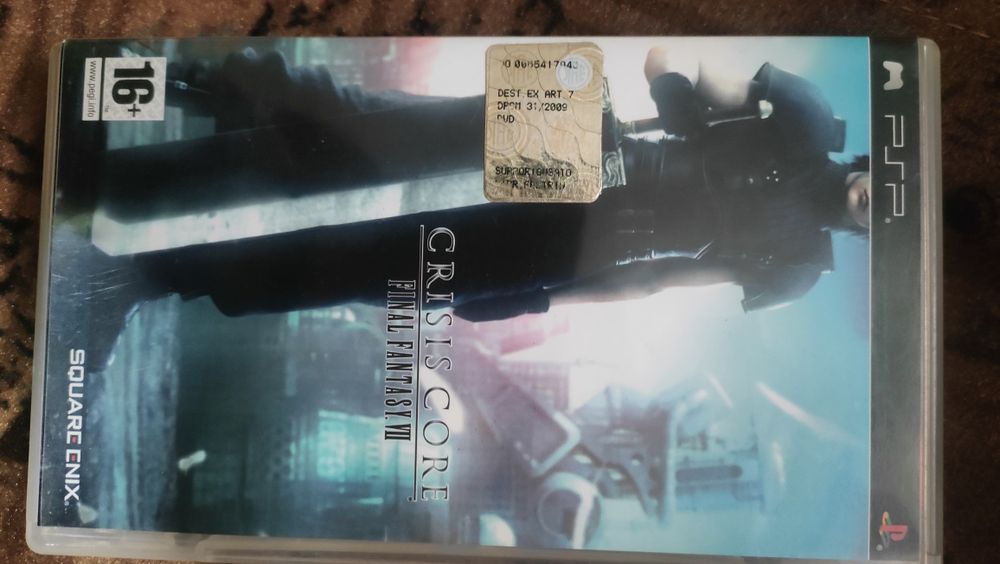 PSP
CRISIS CORE
FINAL FANTASY VII
DEST.EX ART.7
DPCM 31/2009
DVD
16+
www.pegi.info
SQUARE ENIX